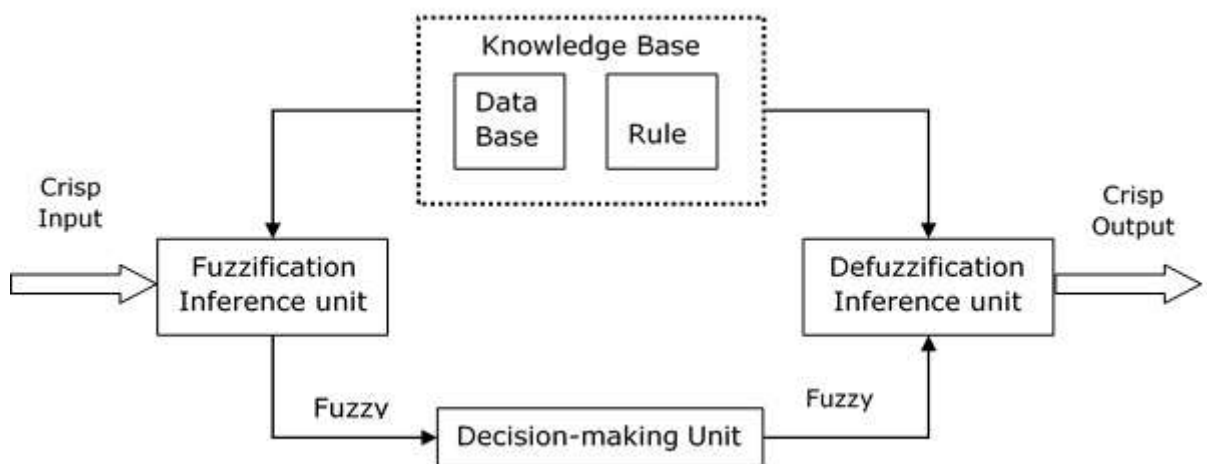 Knowledge Base
Data
Base
Rule
Crisp
Input
Crisp
Output
Fuzzification
Inference unit
Defuzzification
Inference unit
Fuzzy
Decision-making Unit
Fuzzy